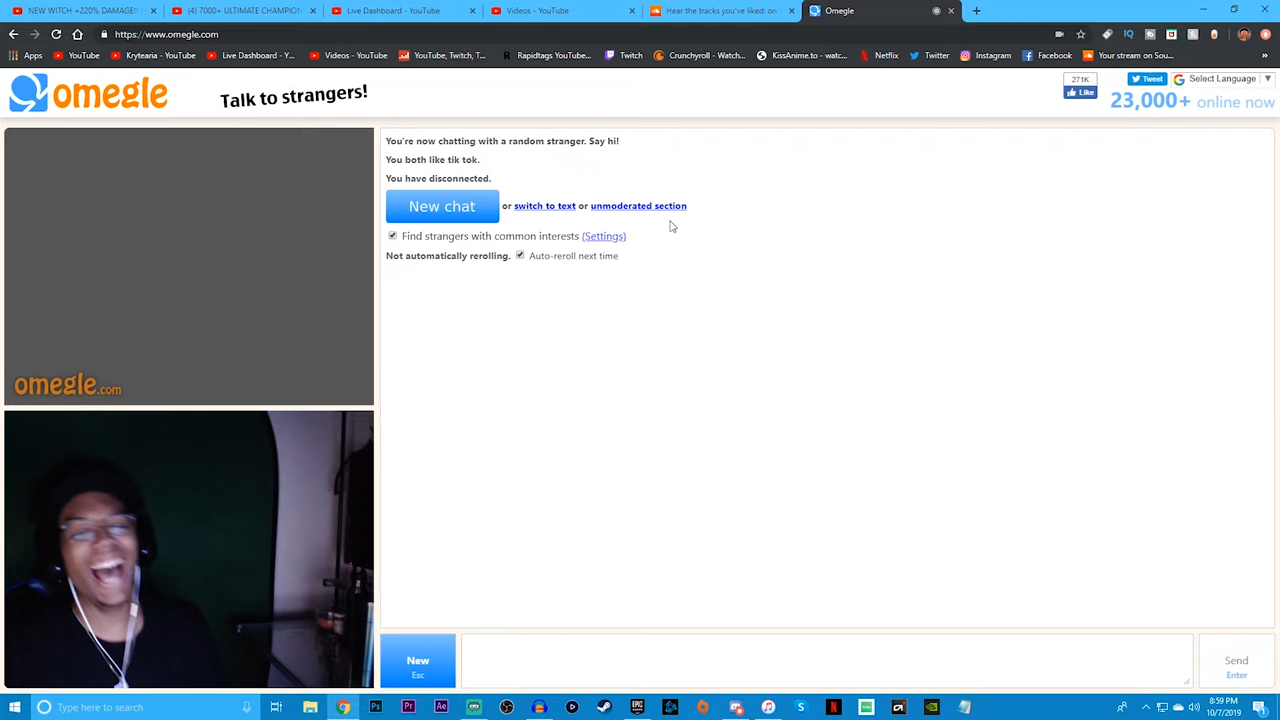 NEW WITCH +220% DAMAGE!!
(4) 7000+ ULTIMATE CHAMPION
Live Dashboard - YouTube
Videos - YouTube
Hear the tracks you've liked: on
Omegle
https://www.omegle.com
Apps
YouTube
Kryteria - YouTube
Live Dashboard - Y...
Videos - YouTube
YouTube, Twitch, T...
Rapidtags YouTub...
Twitch
Crunchyroll - Watch...
KissAnime.to - watc...
Netflix
Twitter
Instagram
Facebook
Your stream on Sou...
omegle
Talk to strangers!
271K
Like
Tweet
Select Language
23,000+ online now
You're now chatting with a random stranger. Say hi!
You both like tik tok.
You have disconnected.
New chat or switch to text or unmoderated section
Find strangers with common interests (Settings)
Not automatically rerolling. Auto-reroll next time
omegle.com
New
Esc
Send
Enter
Type here to search
8:59 PM
10/7/2019